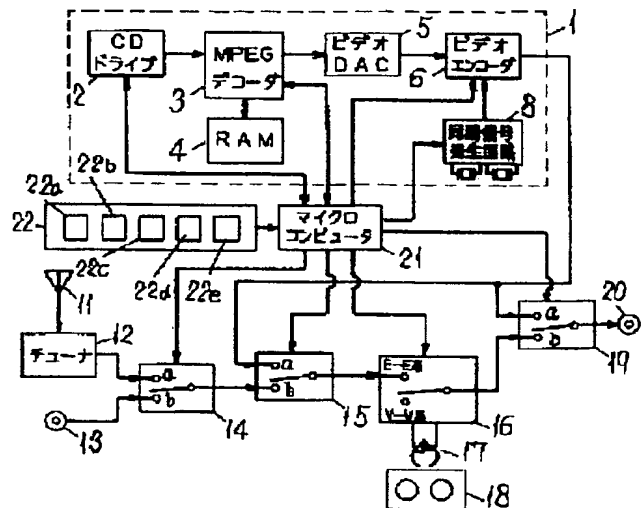 CD
ドライブ
2
MPEG
デコーダ
3
RAM
4
ビデオ
DAC
5
ビデオ
エンコーダ
6
1
同期信号
発生回路
8
22a
22b
22
22c
22d
22e
マイクロ
コンピュータ
21
11
チューナ
12
13
a
b
14
a
b
15
E-E系
V-V系
16
17
18
a
b
19
20